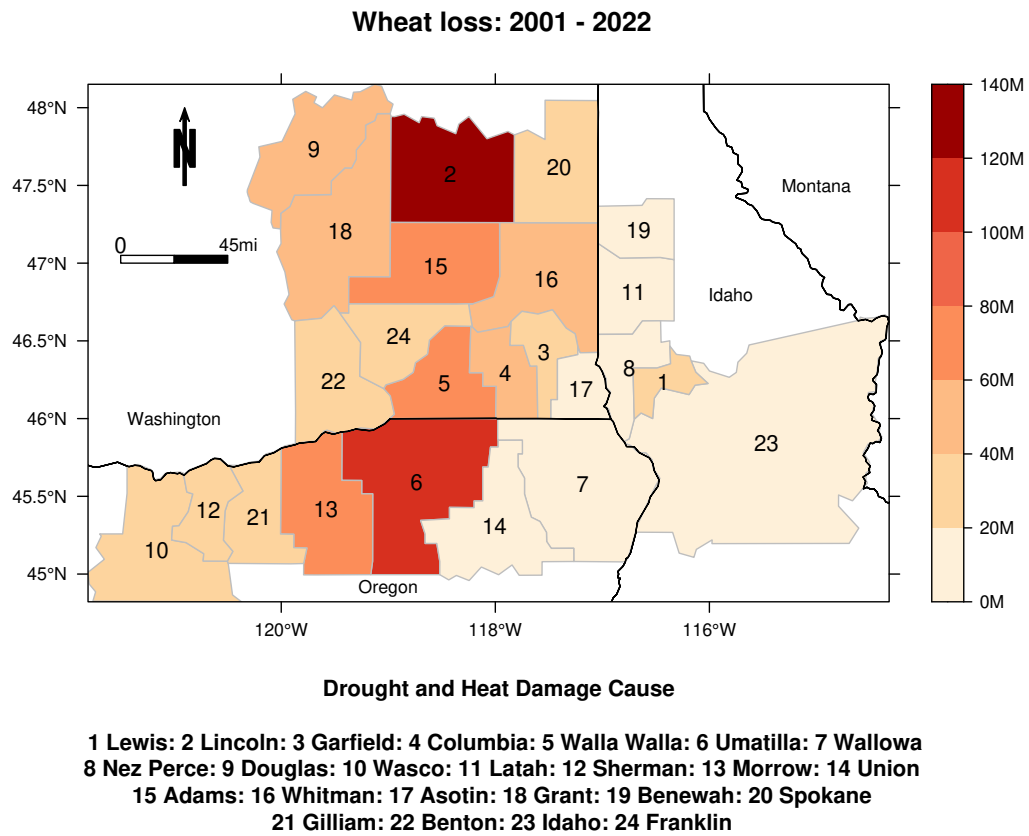 Wheat loss: 2001 - 2022
48°N
47.5°N
47°N
46.5°N
46°N
45.5°N
45°N
120°W
118°W
116°W
N
0
45mi
Washington
Oregon
Idaho
Montana
9
2
20
18
15
16
19
11
24
3
22
5
4
17
8
1
23
6
7
13
12
21
14
10
140M
120M
100M
80M
60M
40M
20M
0M
Drought and Heat Damage Cause
1 Lewis: 2 Lincoln: 3 Garfield: 4 Columbia: 5 Walla Walla: 6 Umatilla: 7 Wallowa
8 Nez Perce: 9 Douglas: 10 Wasco: 11 Latah: 12 Sherman: 13 Morrow: 14 Union
15 Adams: 16 Whitman: 17 Asotin: 18 Grant: 19 Benewah: 20 Spokane
21 Gilliam: 22 Benton: 23 Idaho: 24 Franklin